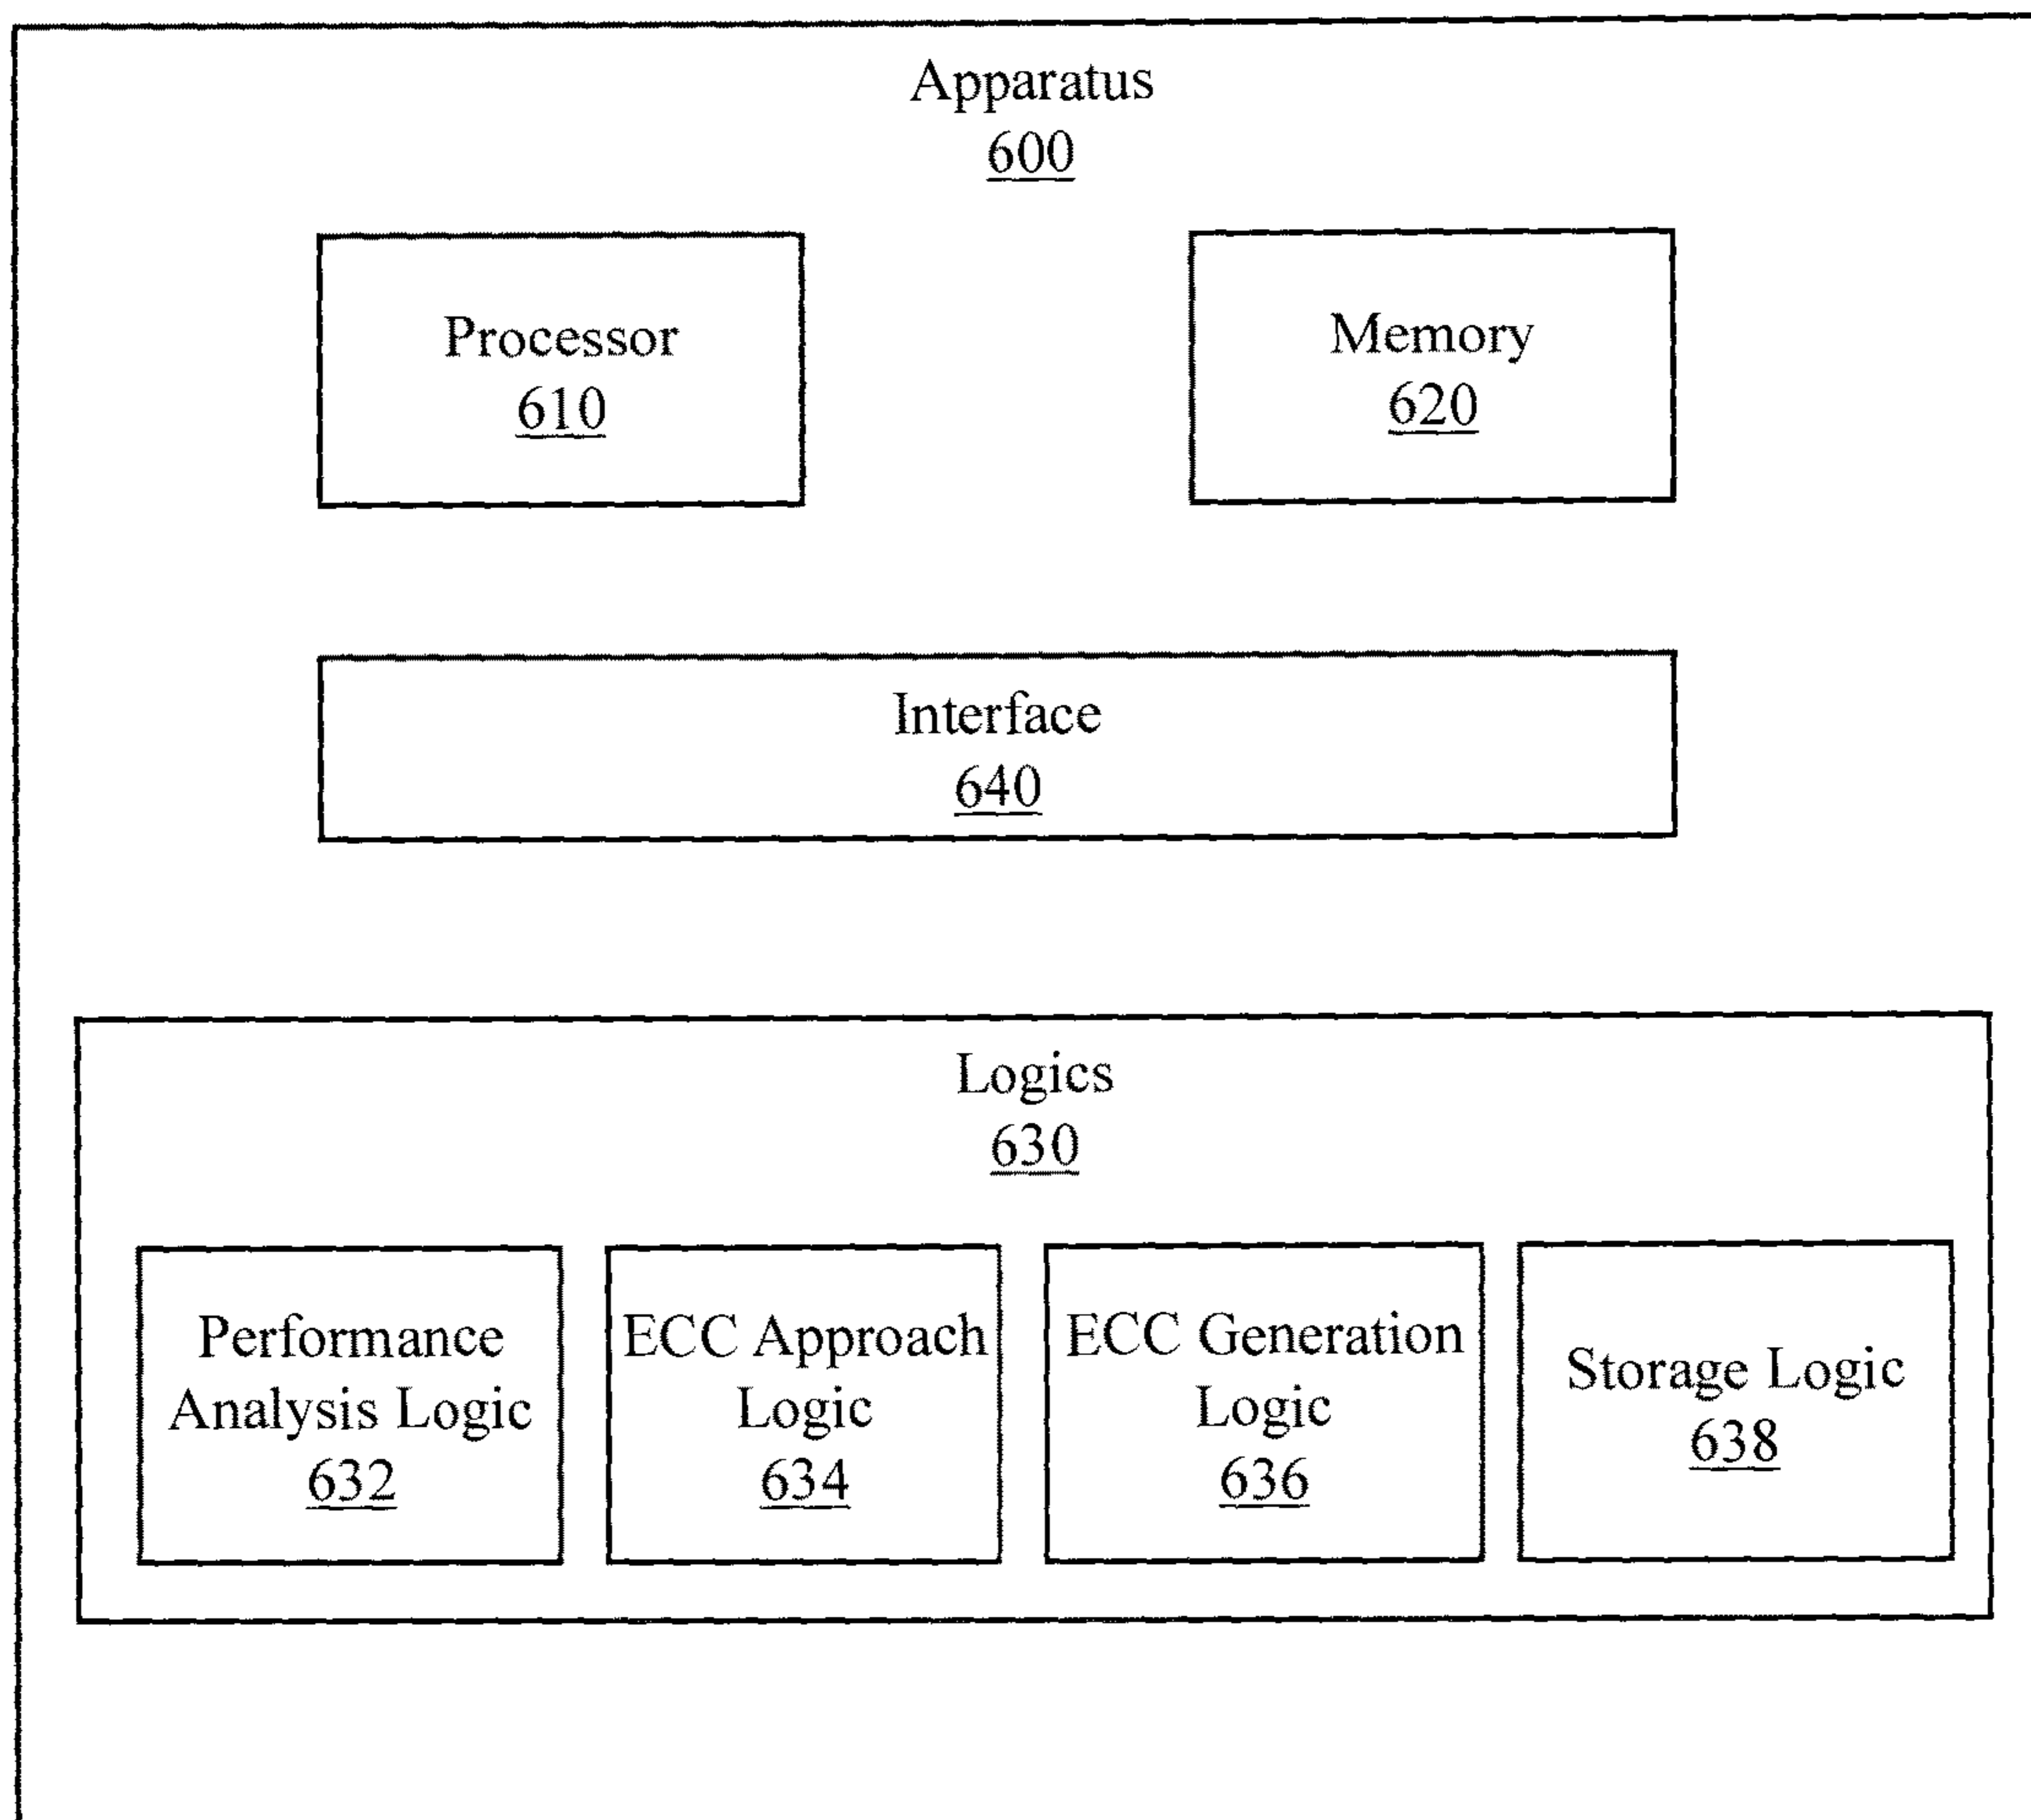 Apparatus
600
Processor
610
Memory
620
Interface
640
Logics
630
Performance
Analysis Logic
632
ECC Approach
Logic
634
ECC Generation
Logic
636
Storage Logic
638